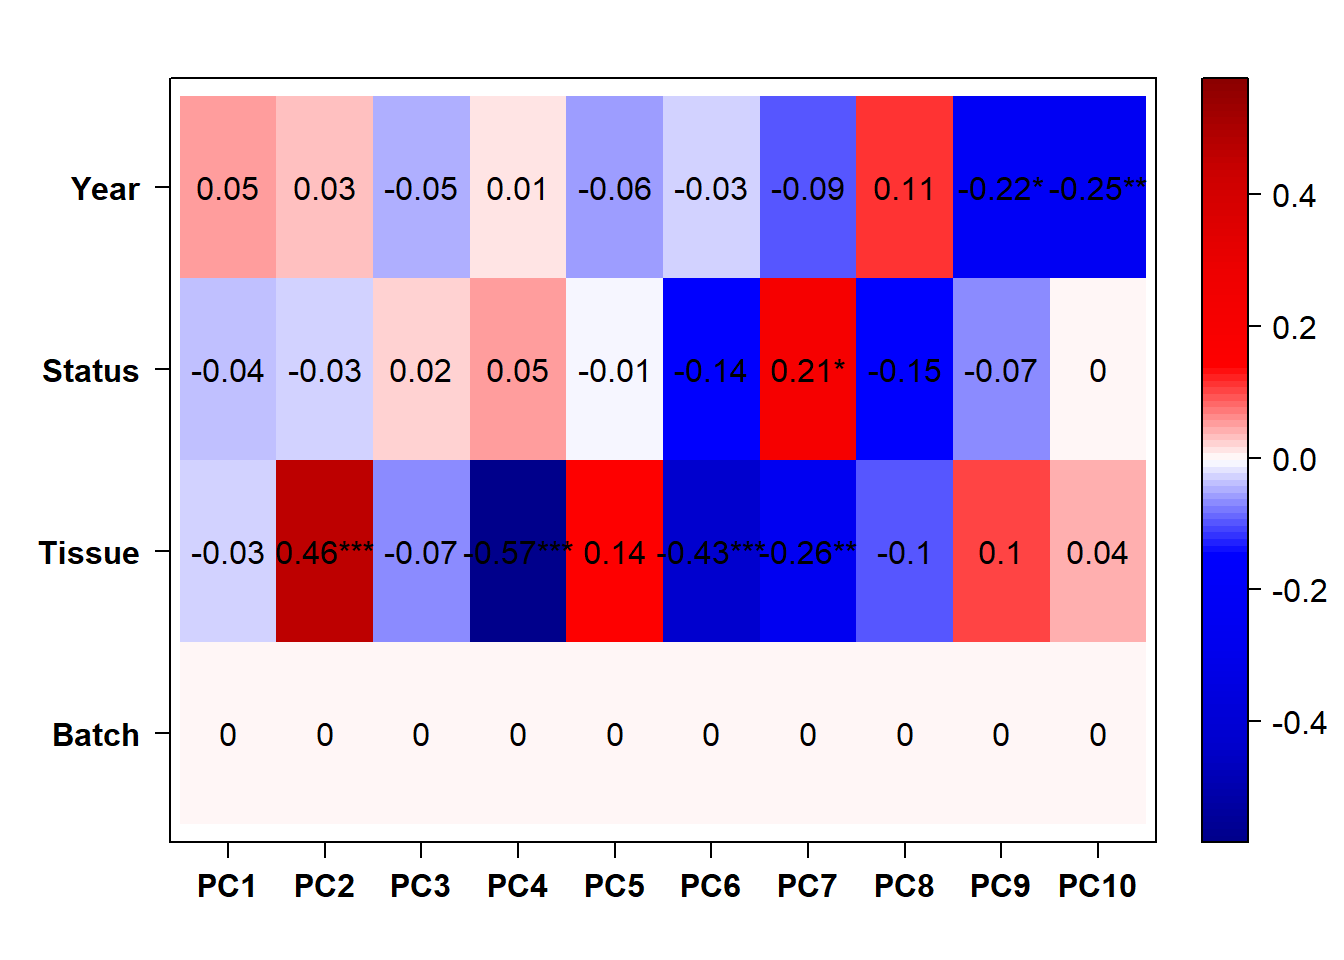 Year 0.05 0.03 -0.05 0.01 -0.06 -0.03 -0.09 0.11 -0.22* -0.25**
Status -0.04 -0.03 0.02 0.05 -0.01 -0.14 0.21* -0.15 -0.07 0
Tissue -0.03 0.46*** -0.07 -0.57*** 0.14 -0.43*** -0.26** -0.1 0.1 0.04
Batch 0 0 0 0 0 0 0 0 0 0
PC1 PC2 PC3 PC4 PC5 PC6 PC7 PC8 PC9 PC10
0.4
0.2
0.0
-0.2
-0.4